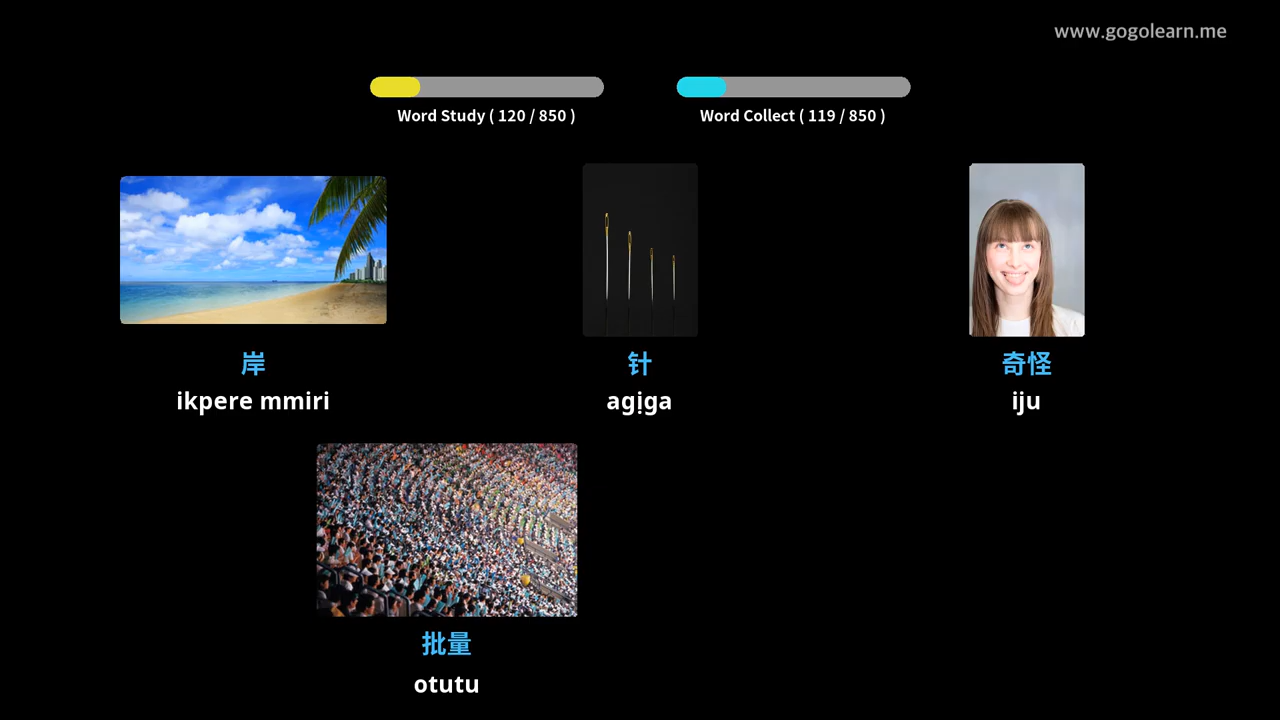 www.gogolearn.me
Word Study ( 120 / 850 )
Word Collect ( 119 / 850 )
岸
ikpere mmiri
针
agịga
奇怪
iju
批量
otutu